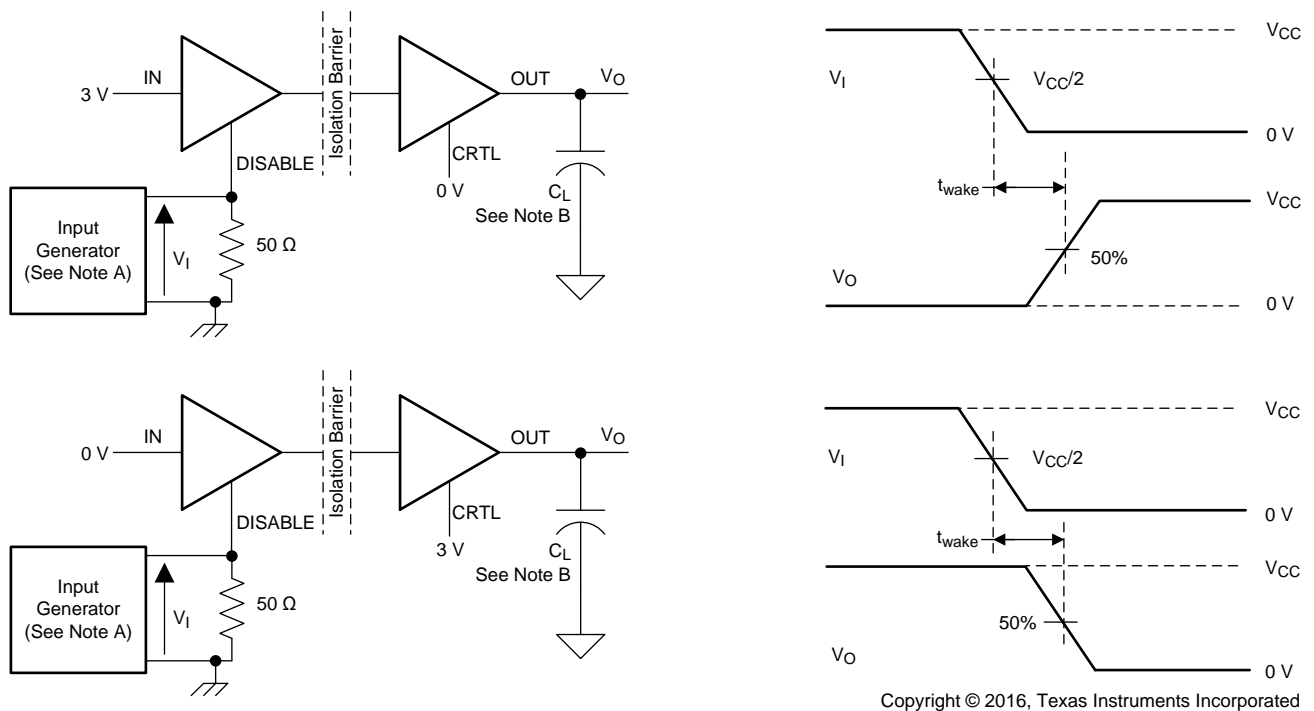 IN
3 V
DISABLE
Isolation Barrier
OUT
VO
CRTL
0 V
CL
See Note B
Input
Generator
(See Note A)
VI
50 Ω
VCC
VI
VCC/2
0 V
twake
VCC
50%
VO
0 V
IN
0 V
DISABLE
Isolation Barrier
OUT
VO
CRTL
3 V
CL
See Note B
Input
Generator
(See Note A)
VI
50 Ω
VCC
VI
VCC/2
0 V
twake
VCC
50%
VO
0 V
Copyright © 2016, Texas Instruments Incorporated